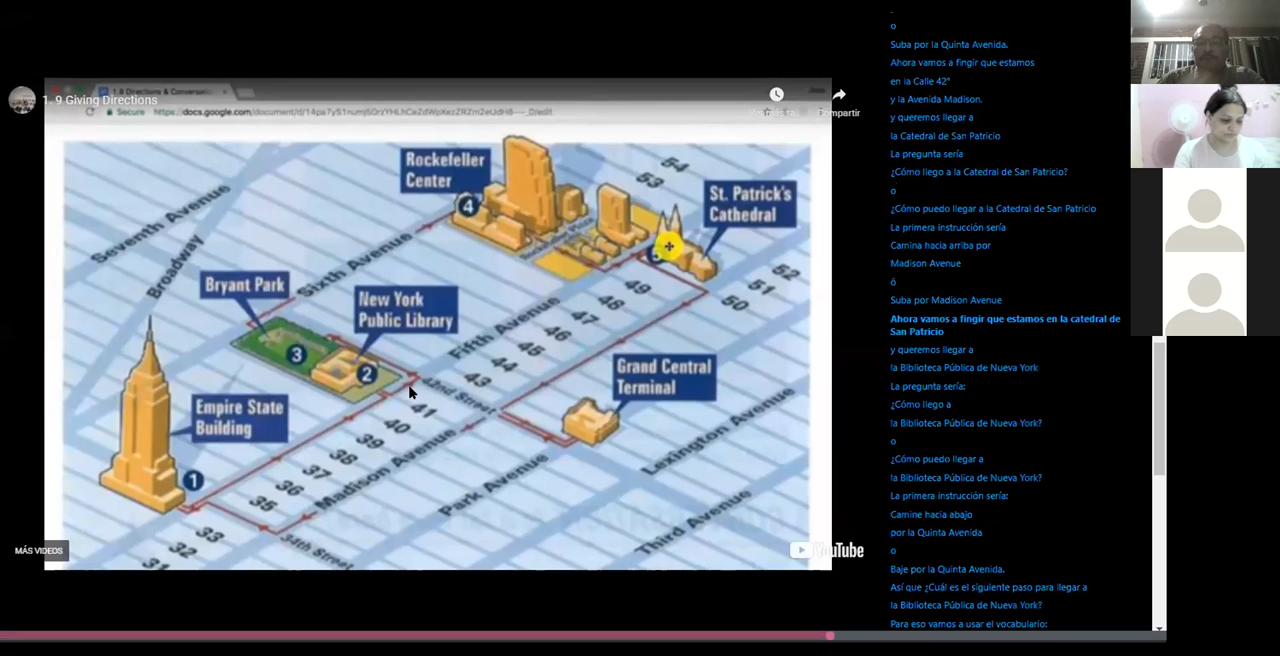 1. 9 Giving Directions
1.8 Directions & Conversatio
Secure
Compartir
Rockefeller
Center
54
53
St. Patrick's
Cathedral
Seventh Avenue
Broadway
Bryant Park
Sixth Avenue
New York
Public Library
Fifth Avenue
52
51
50
49
48
47
46
45
44
43
42nd Street
41
40
39
38
37
36
35
34th Street
33
32
31
Grand Central
Terminal
Empire State
Building
Madison Avenue
Park Avenue
Lexington Avenue
Third Avenue
1
2
3
4
MÁS VIDEOS
YouTube
o
Suba por la Quinta Avenida.
Ahora vamos a fingir que estamos
en la Calle 42°
y la Avenida Madison.
y queremos llegar a
la Catedral de San Patricio
La pregunta sería
¿Cómo llego a la Catedral de San Patricio?
o
¿Cómo puedo llegar a la Catedral de San Patricio
La primera instrucción sería
Camina hacia arriba por
Madison Avenue
ó
Suba por Madison Avenue
Ahora vamos a fingir que estamos en la catedral de
San Patricio
y queremos llegar a
la Biblioteca Pública de New York
La pregunta sería:
¿Cómo llego a
la Biblioteca Pública de Nueva York?
o
¿Cómo puedo llegar a
la Biblioteca Pública de Nueva York?
La primera instrucción sería:
Camine hacia abajo
por la Quinta Avenida
o
Baje por la Quinta Avenida.
Así que ¿Cuál es el siguiente paso para llegar a
la Biblioteca Pública de Nueva York?
Para eso vamos a usar el vocabulario: